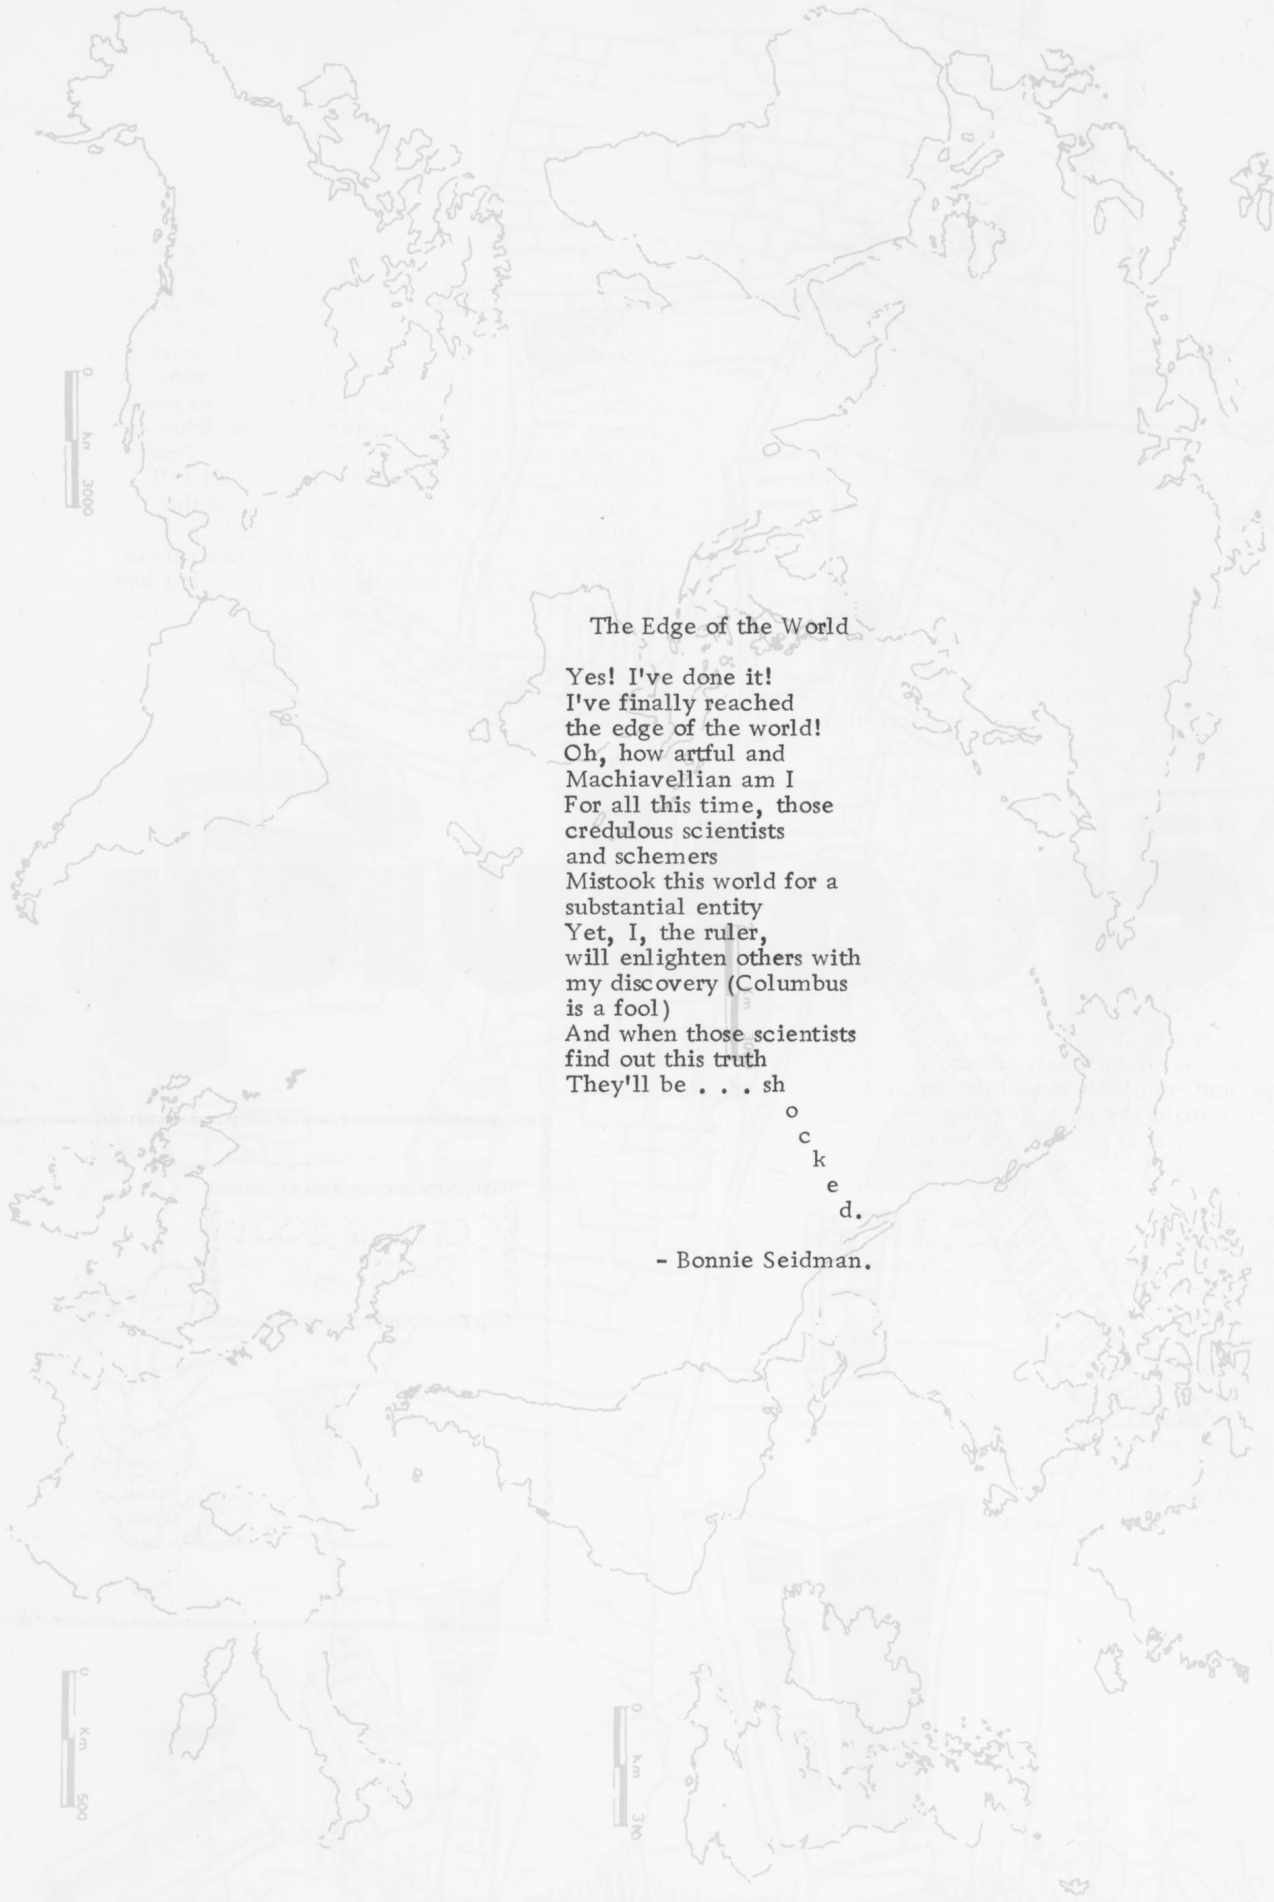 The Edge of the World
Yes! I've done it!
I've finally reached
the edge of the world!
Oh, how artful and
Machiavellian am I
For all this time, those
credulous scientists
and schemers
Mistook this world for a
substantial entity
Yet, I, the ruler,
will enlighten others with
my discovery (Columbus
is a fool)
And when those scientists
find out this truth
They'll be . . . sh
o
c
k
e
d.
- Bonnie Seidman.
0 km 3000
0 Km 500
0 km